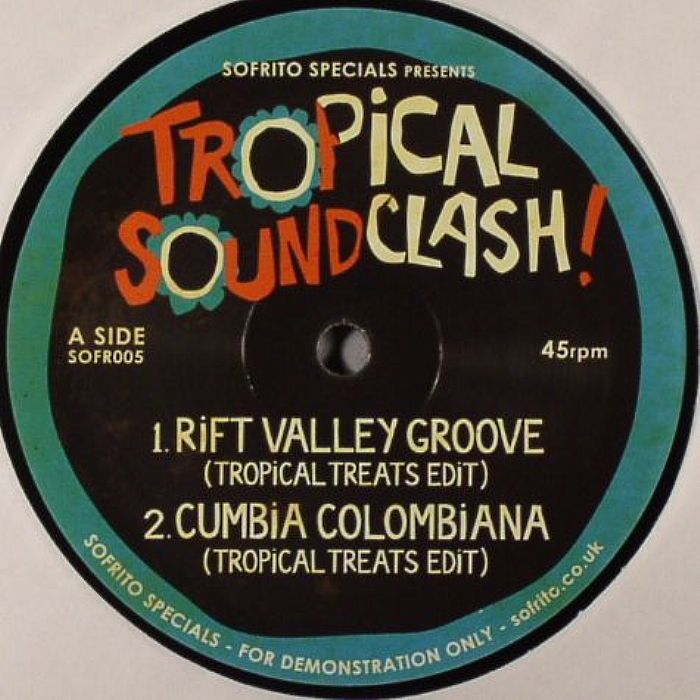 SOFRITO SPECIALS PRESENTS
TROPiCAL
SOUNDCLASH!
A SIDE
SOFR005
45rpm
1. RiFT VALLEY GROOVE
(TROPiCAL TREATS EDiT)
2. CUMBiA COLOMBiANA
(TROPiCAL TREATS EDiT)
SOFRITO SPECIALS - FOR DEMONSTRATION ONLY - sofrito.co.uk